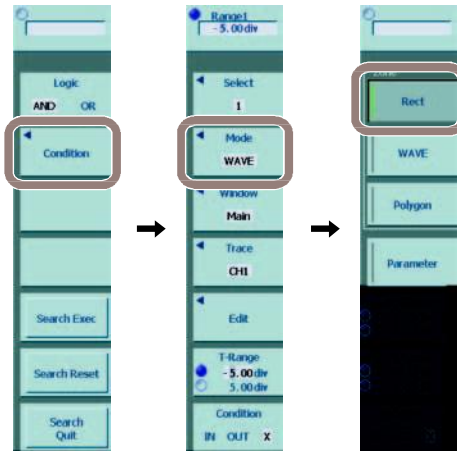 Logic
AND OR
Condition
Search Exec
Search Reset
Search
Quit
Range1
-5.00div
Select
1
Mode
WAVE
Window
Main
Trace
CH1
Edit
T-Range
-5.00div
5.00div
Condition
IN OUT X
Zone
Rect
WAVE
Polygon
Parameter